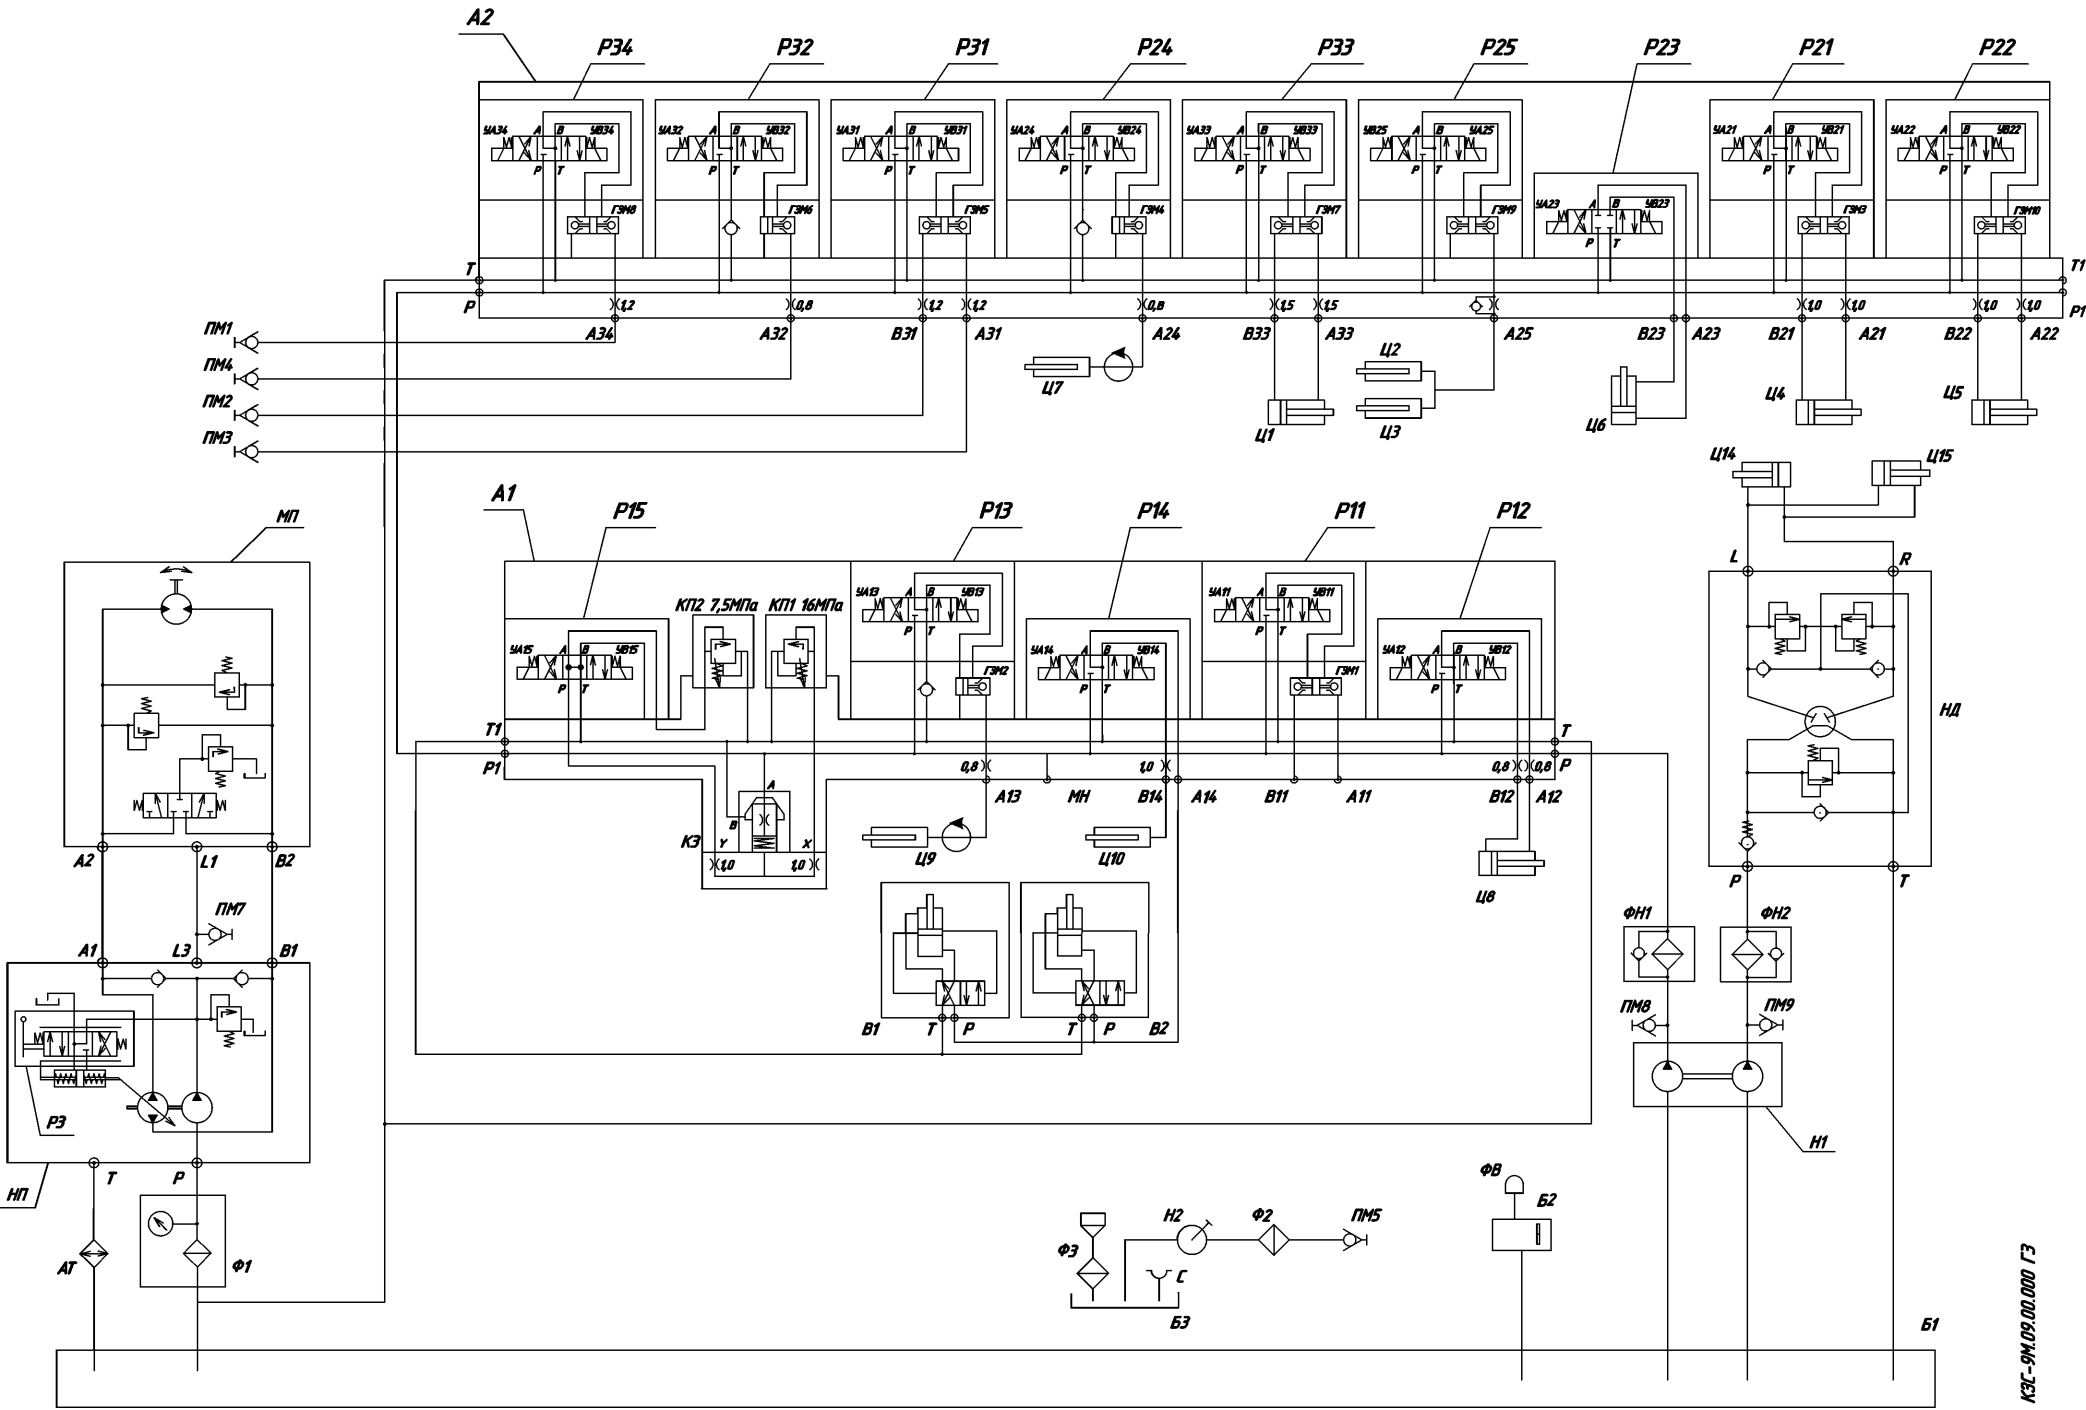 А2
Р34 Р32 Р31 Р24 Р33 Р25 Р23 Р21 Р22
УА34 А В УВ34
УА32 А В УВ32
УА31 А В УВ31
УА24 А В УВ24
УА33 А В УВ33
УВ25 А В УА25
УА21 А В УВ21
УА22 А В УВ22
Р Т Р Т Р Т Р Т Р Т Р Т Р Т Р Т
УА23 А В УВ23
Р Т
ГЗМ8 ГЗМ6 ГЗМ5 ГЗМ4 ГЗМ7 ГЗМ9 ГЗМ3 ГЗМ10
Т Т1
Р 1,2 0,8 1,2 1,2 0,8 1,5 1,5 1,0 1,0 1,0 1,0 Р1
А34 А32 В31 А31 А24 В33 А33 А25 В23 А23 В21 А21 В22 А22
ПМ1
ПМ4
ПМ2
ПМ3
Ц7 Ц1 Ц2 Ц3 Ц6 Ц4 Ц5
Ц14 Ц15
А1
Р15 Р13 Р14 Р11 Р12
МП
L R
КП2 7,5МПа КП1 16МПа
УА13 А В УВ13
Р Т
УА11 А В УВ11
Р Т
УА15 А В УВ15
Р Т
УА14 А В УВ14
Р Т
УА12 А В УВ12
Р Т
ГЗМ2 ГЗМ1
НД
Т1 Т
Р1 0,8 1,0 0,8 0,8 Р
А13 МН В14 А14 В11 А11 В12 А12
А
В
КЗ Y X
1,0 1,0
Ц9 Ц10 Ц8
А2 L1 В2
Р Т
ПМ7
А1 L3 В1
ФН1 ФН2
ПМ8 ПМ9
В1 Т Р Т Р В2
РЗ
Н1
Т Р
НП
АТ Ф1
ФЗ Н2 Ф2 ПМ5
С
БЗ
ФВ
Б2
Б1
КЗС-9М.09.00.000 ГЗ